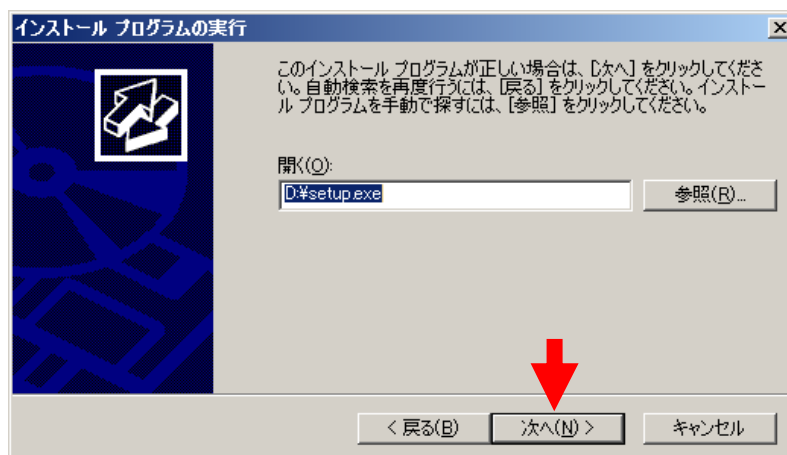 インストール プログラムの実行
このインストール プログラムが正しい場合は、[次へ] をクリックしてくださ
い。自動検索を再度行うには、[戻る] をクリックしてください。インストー
ル プログラムを手動で探すには、[参照] をクリックしてください。
開く(O):
D:¥setup.exe
参照(R)...
< 戻る(B)
次へ(N) >
キャンセル